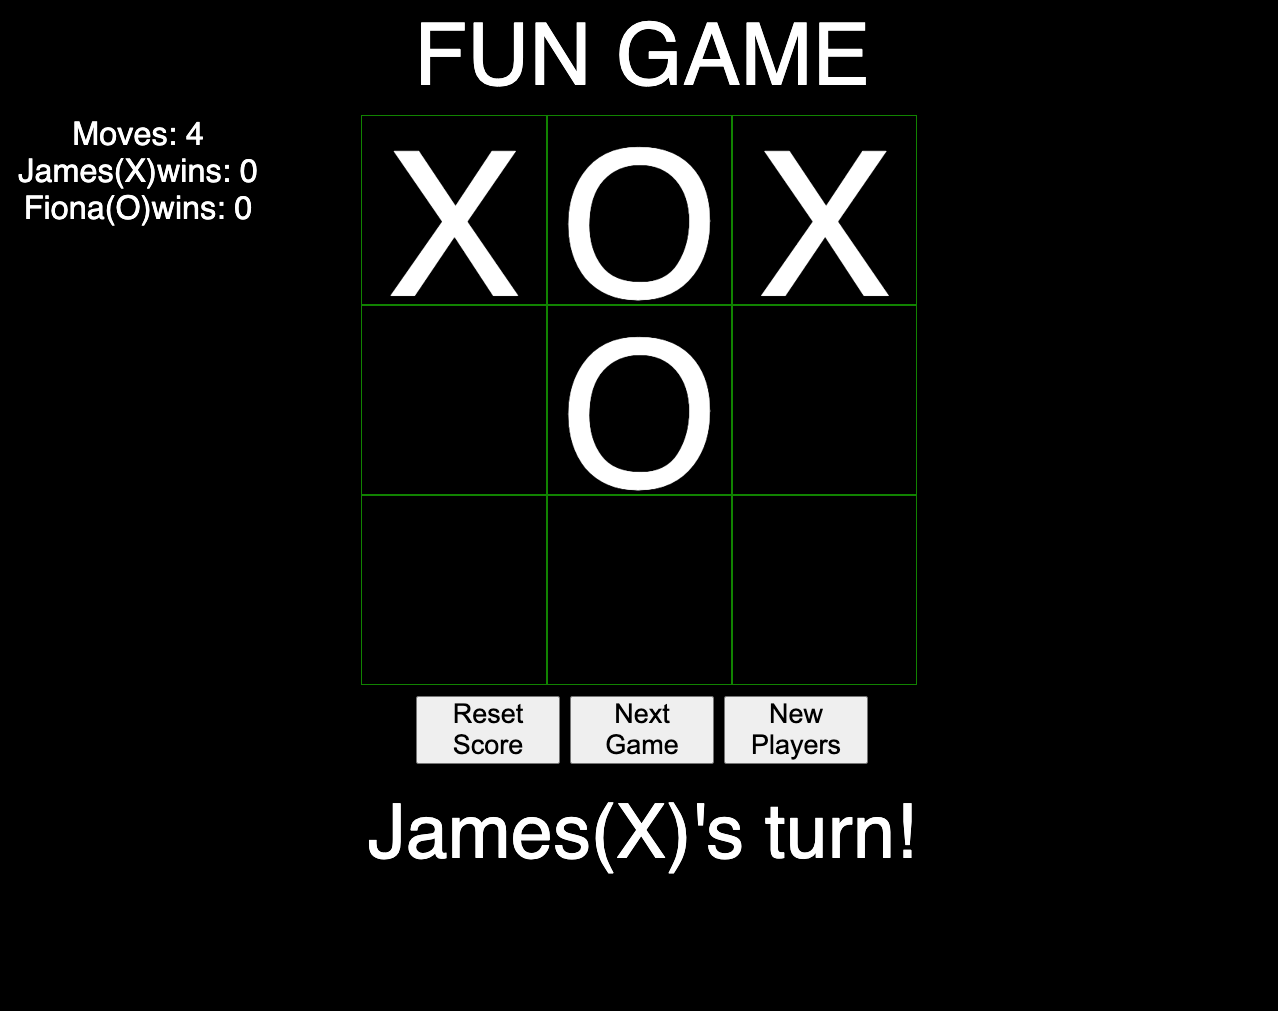 FUN GAME
Moves: 4
James(X)wins: 0
Fiona(O)wins: 0
X O X
O
Reset
Score
Next
Game
New
Players
James(X)'s turn!